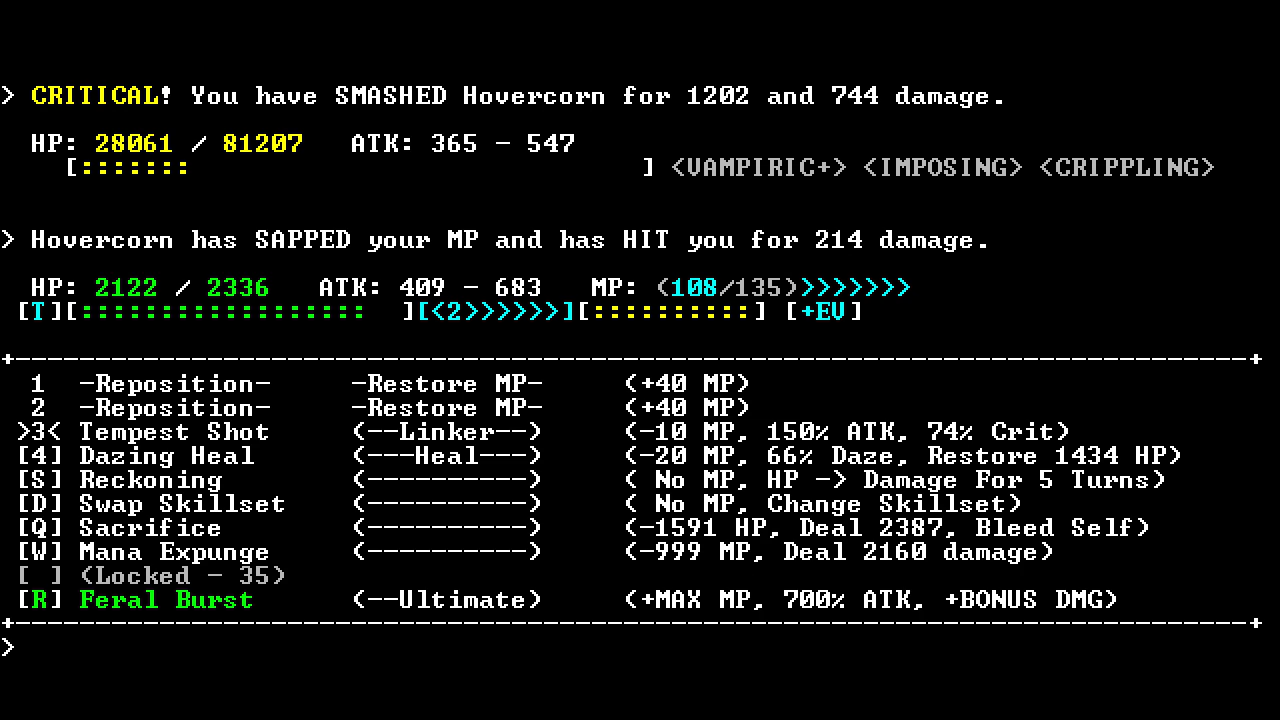 > CRITICAL! You have SMASHED Hovercorn for 1202 and 744 damage.
HP: 28061 / 81207   ATK: 365 - 547
[:::::::                            ] <VAMPIRIC+> <IMPOSING> <CRIPPLING>
> Hovercorn has SAPPED your MP and has HIT you for 214 damage.
HP: 2122 / 2336   ATK: 409 - 683   MP: (108/135)>>>>>>>
[T][::::::::::::::::::  ][<2>>>>>>][::::::::::] [+EV]
+-----------------------------------------------------------------------------+
1  -Reposition-     -Restore MP-     (+40 MP)
2  -Reposition-     -Restore MP-     (+40 MP)
>3< Tempest Shot     (--Linker--)     (-10 MP, 150% ATK, 74% Crit)
[4] Dazing Heal      (---Heal---)     (-20 MP, 66% Daze, Restore 1434 HP)
[S] Reckoning        (----------)     ( No MP, HP -> Damage For 5 Turns)
[D] Swap Skillset    (----------)     ( No MP, Change Skillset)
[Q] Sacrifice        (----------)     (-1591 HP, Deal 2387, Bleed Self)
[W] Mana Expunge     (----------)     (-999 MP, Deal 2160 damage)
[ ] (Locked - 35)
[R] Feral Burst      (--Ultimate)     (+MAX MP, 700% ATK, +BONUS DMG)
+-----------------------------------------------------------------------------+
>